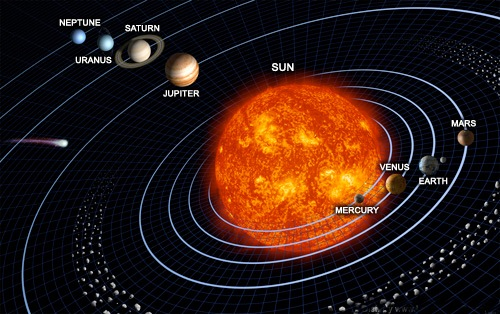 NEPTUNE
SATURN
URANUS
SUN
JUPITER
MARS
VENUS
EARTH
MERCURY